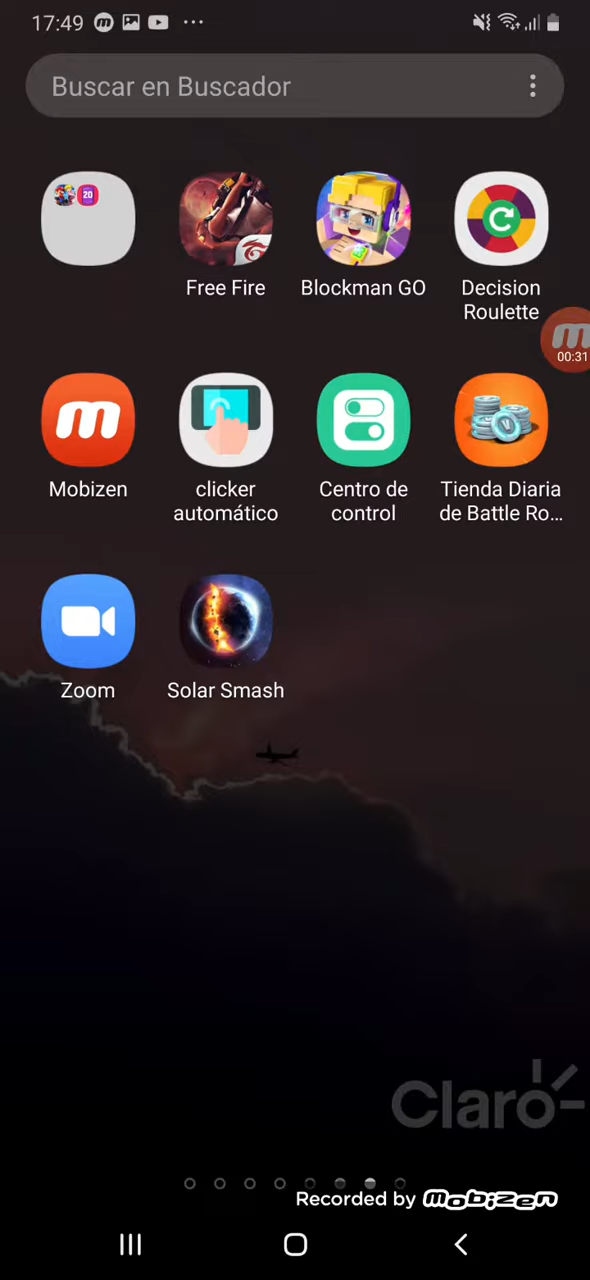 17:49
Buscar en Buscador
20
Free Fire
Blockman GO
Decision
Roulette
00:31
Mobizen
clicker
automático
Centro de
control
Tienda Diaria
de Battle Ro...
Zoom
Solar Smash
Claro
Recorded by Mobizen